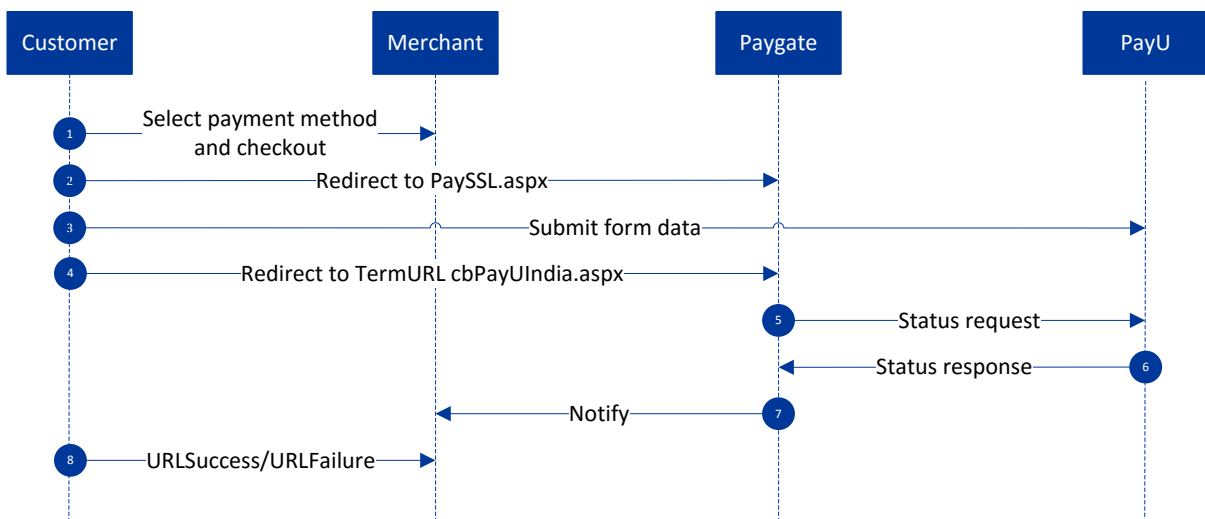 Customer
Merchant
Paygate
PayU
1
Select payment method
and checkout
2
Redirect to PaySSL.aspx
3
Submit form data
4
Redirect to TermURL cbPayUIndia.aspx
5
Status request
Status response
6
Notify
7
8
URLSuccess/URLFailure